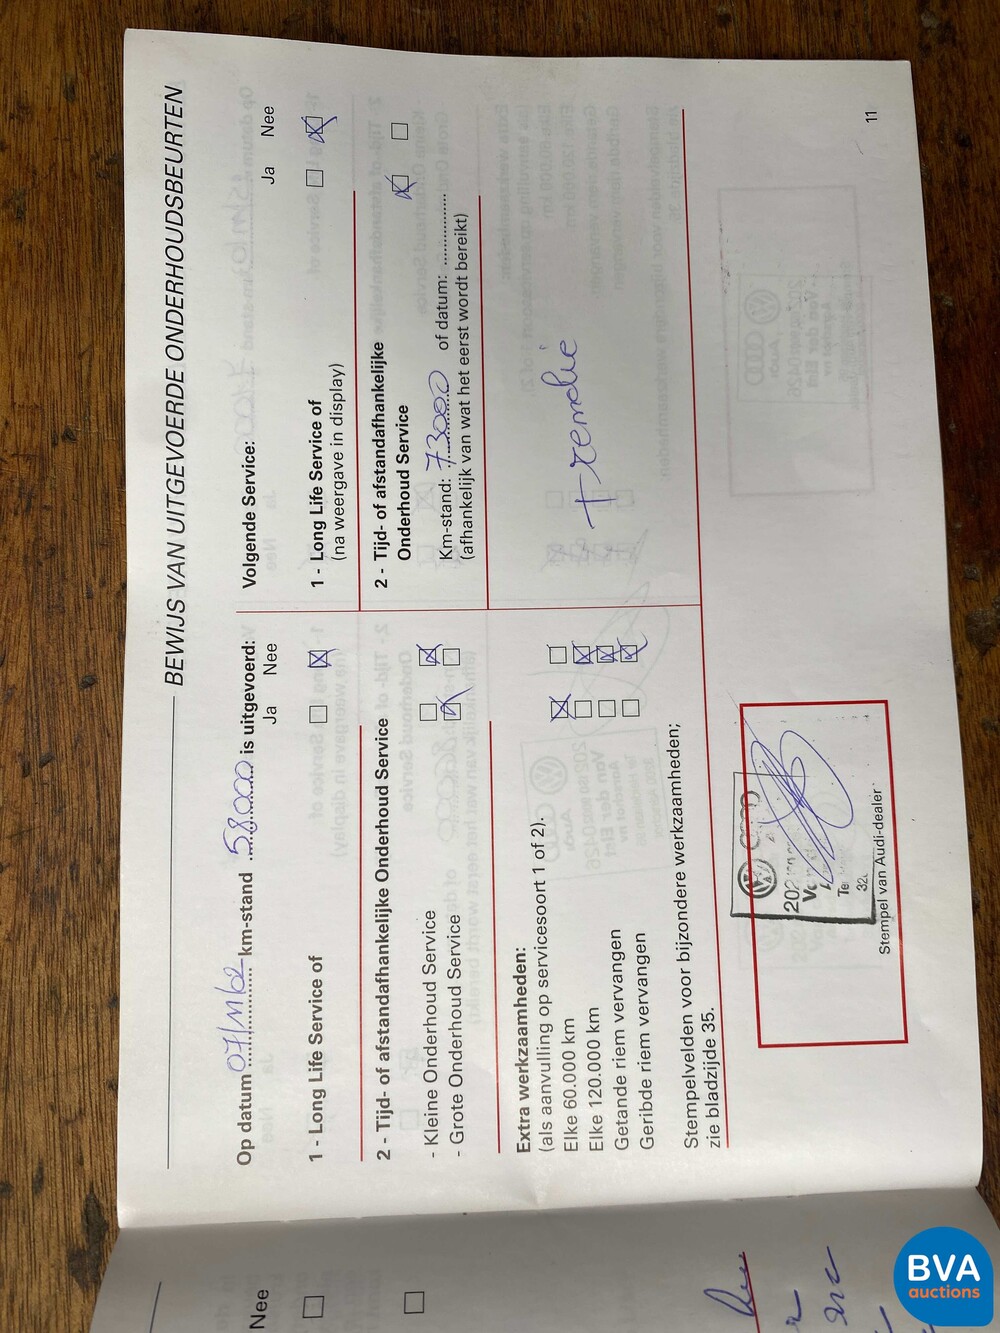 BEWIJS VAN UITGEVOERDE ONDERHOUDSBEURTEN
Op datum 07/11/02 km-stand 58.000 is uitgevoerd:
Ja Nee
1 - Long Life Service of
2 - Tijd- of afstandafhankelijke Onderhoud Service
- Kleine Onderhoud Service
- Grote Onderhoud Service
Extra werkzaamheden:
(als aanvulling op servicesoort 1 of 2).
Elke 60.000 km
Elke 120.000 km
Getande riem vervangen
Geribde riem vervangen
Stempelvelden voor bijzondere werkzaamheden;
zie bladzijde 35.
Stempel van Audi-dealer
Volgende Service:
Ja Nee
1 - Long Life Service of
(na weergave in display)
2 - Tijd- of afstandafhankelijke
Onderhoud Service
Km-stand: 73000 of datum: ...............
(afhankelijk van wat het eerst wordt bereikt)
11
Nee
BVA
auctions